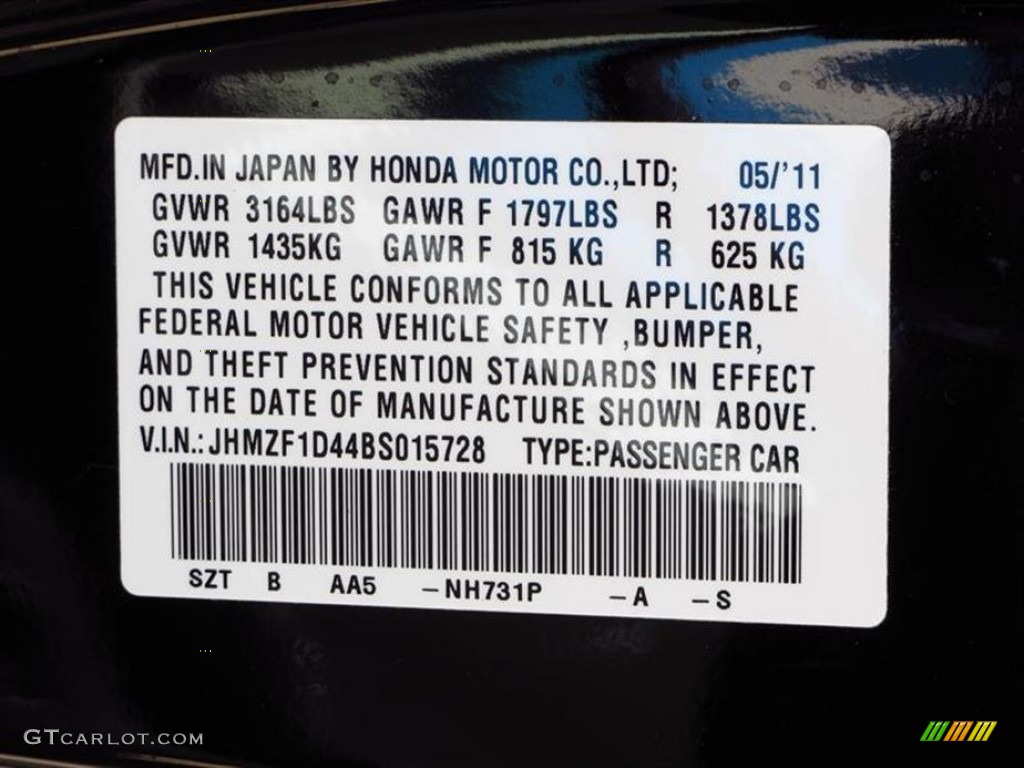 MFD.IN JAPAN BY HONDA MOTOR CO.,LTD; 05/'11
GVWR 3164LBS GAWR F 1797LBS R 1378LBS
GVWR 1435KG GAWR F 815 KG R 625 KG
THIS VEHICLE CONFORMS TO ALL APPLICABLE
FEDERAL MOTOR VEHICLE SAFETY ,BUMPER,
AND THEFT PREVENTION STANDARDS IN EFFECT
ON THE DATE OF MANUFACTURE SHOWN ABOVE.
V.I.N.:JHMZF1D44BS015728 TYPE:PASSENGER CAR
SZT B AA5 -NH731P -A -S
GTCARLOT.COM